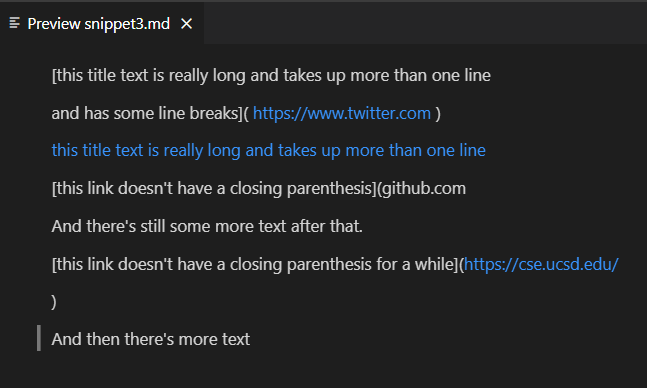 Preview snippet3.md
[this title text is really long and takes up more than one line
and has some line breaks]( https://www.twitter.com )
this title text is really long and takes up more than one line
[this link doesn't have a closing parenthesis](github.com
And there's still some more text after that.
[this link doesn't have a closing parenthesis for a while](https://cse.ucsd.edu/
)
And then there's more text